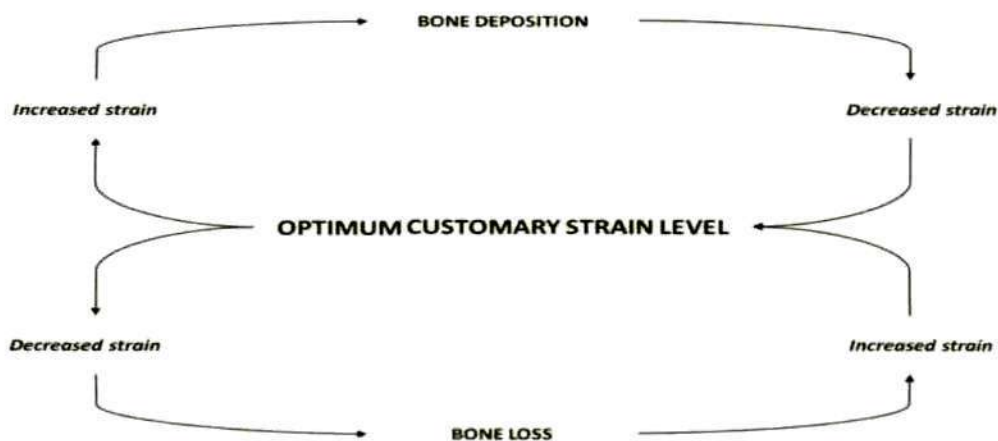 BONE DEPOSITION
Increased strain
Decreased strain
OPTIMUM CUSTOMARY STRAIN LEVEL
Decreased strain
Increased strain
BONE LOSS